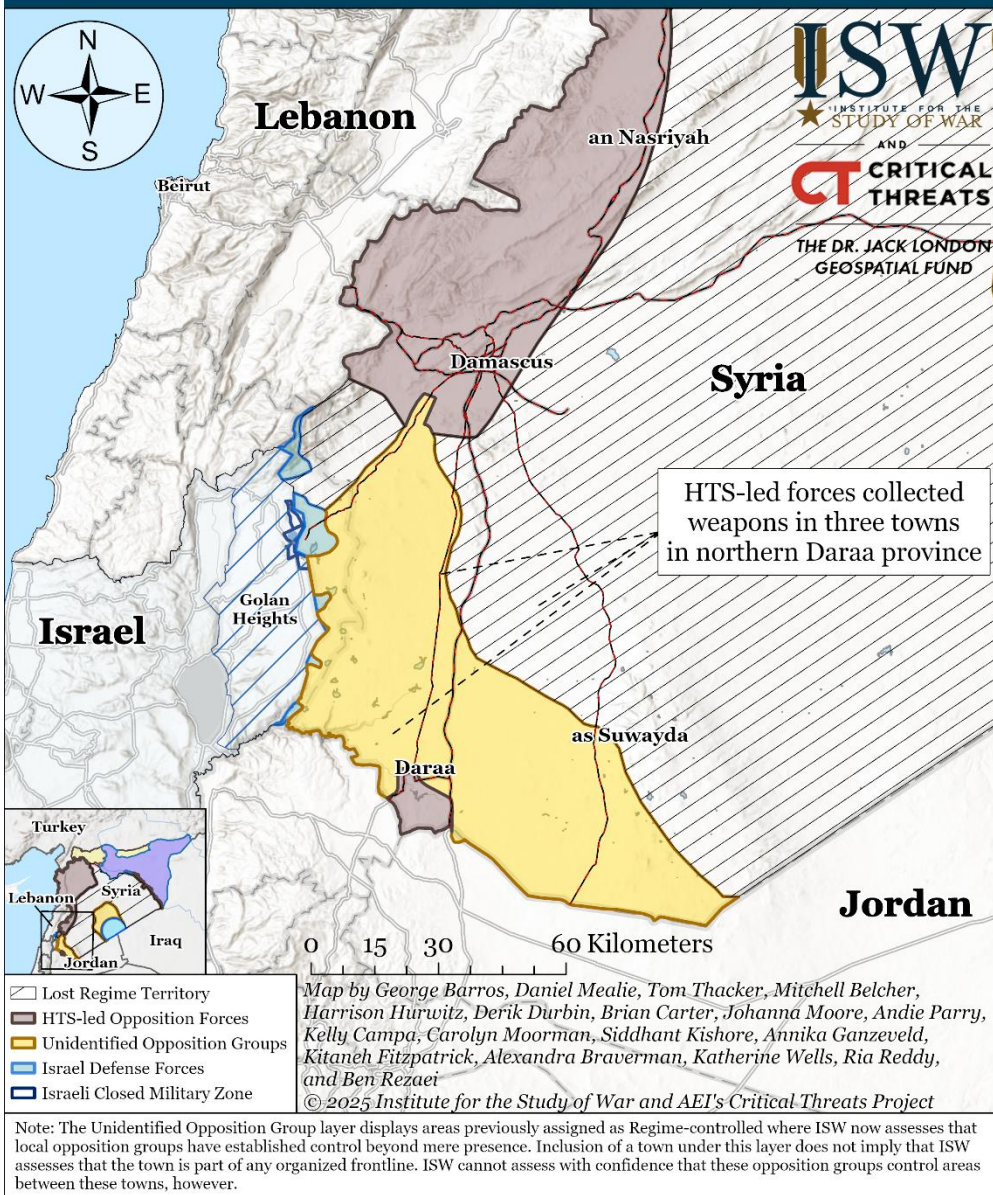 N
W E
S
Lebanon
Beirut
an Nasriyah
ISW
INSTITUTE FOR THE
STUDY OF WAR
AND
CT CRITICAL
THREATS
THE DR. JACK LONDON
GEOSPATIAL FUND
Damascus
Syria
HTS-led forces collected
weapons in three towns
in northern Daraa province
Golan
Heights
Israel
as Suwayda
Daraa
Jordan
Turkey
Lebanon
Syria
Iraq
Jordan
0 15 30 60 Kilometers
Lost Regime Territory
HTS-led Opposition Forces
Unidentified Opposition Groups
Israel Defense Forces
Israeli Closed Military Zone
Map by George Barros, Daniel Mealie, Tom Thacker, Mitchell Belcher,
Harrison Hurwitz, Derik Durbin, Brian Carter, Johanna Moore, Andie Parry,
Kelly Campa, Carolyn Moorman, Siddhant Kishore, Annika Ganzeveld,
Kitaneh Fitzpatrick, Alexandra Braverman, Katherine Wells, Ria Reddy,
and Ben Rezaei
© 2025 Institute for the Study of War and AEI's Critical Threats Project
Note: The Unidentified Opposition Group layer displays areas previously assigned as Regime-controlled where ISW now assesses that
local opposition groups have established control beyond mere presence. Inclusion of a town under this layer does not imply that ISW
assesses that the town is part of any organized frontline. ISW cannot assess with confidence that these opposition groups control areas
between these towns, however.